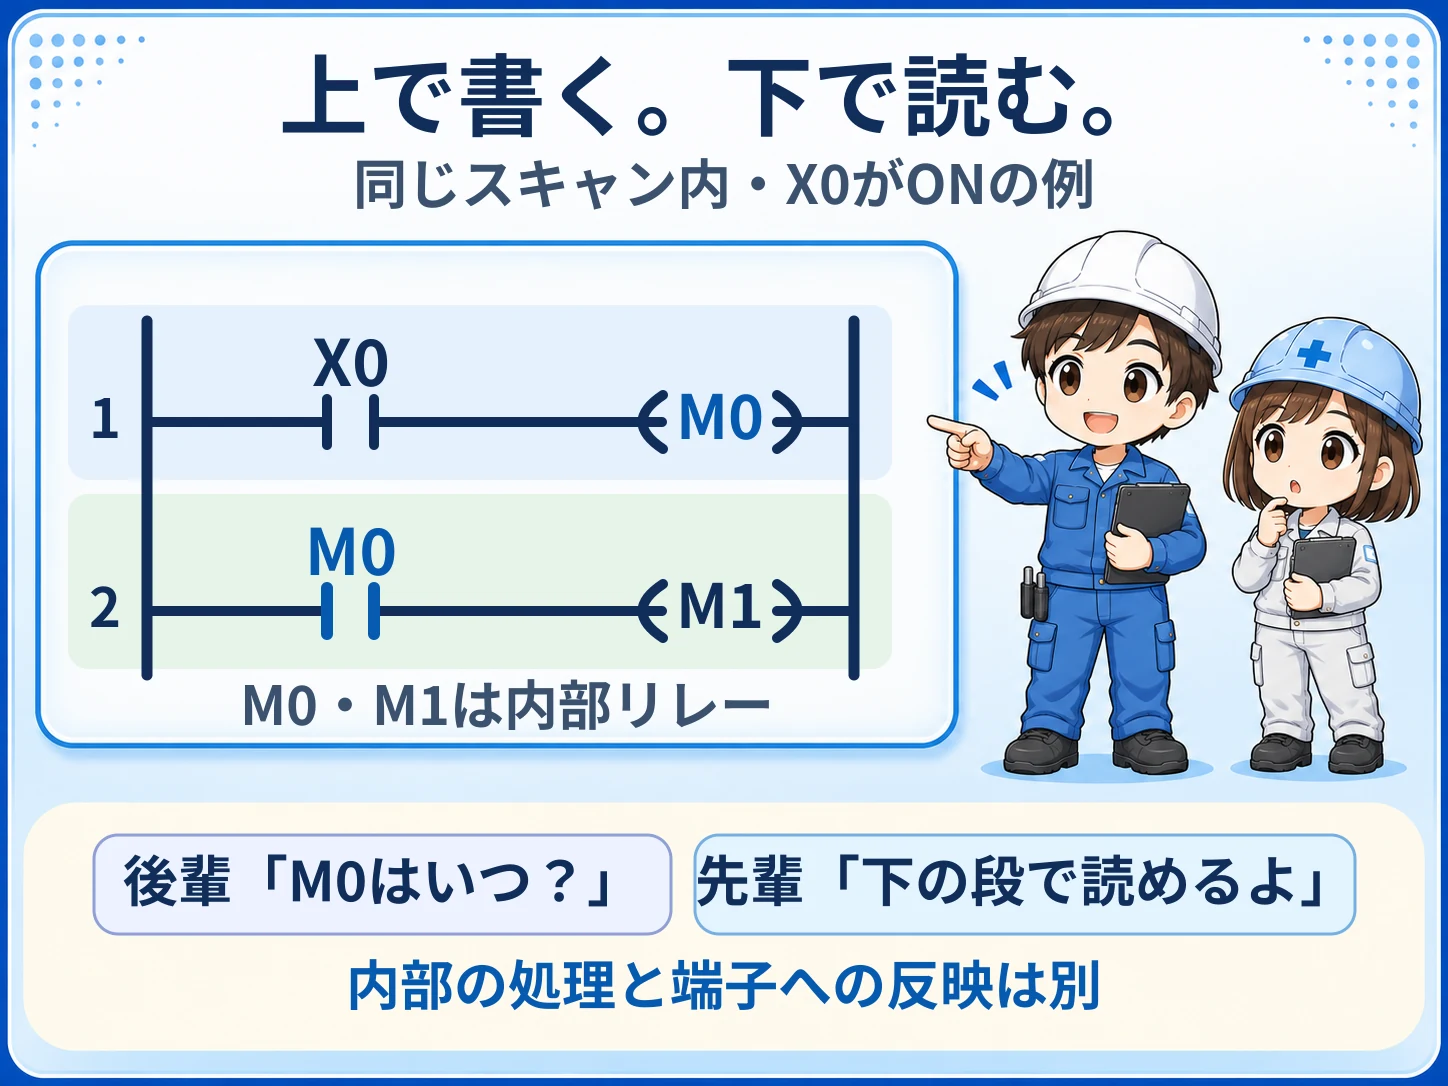 上で書く。下で読む。
同じスキャン内・X0がONの例
X0
1
M0
M0
2
M1
M0・M1は内部リレー
後輩「M0はいつ？」
先輩「下の段で読めるよ」
内部の処理と端子への反映は別